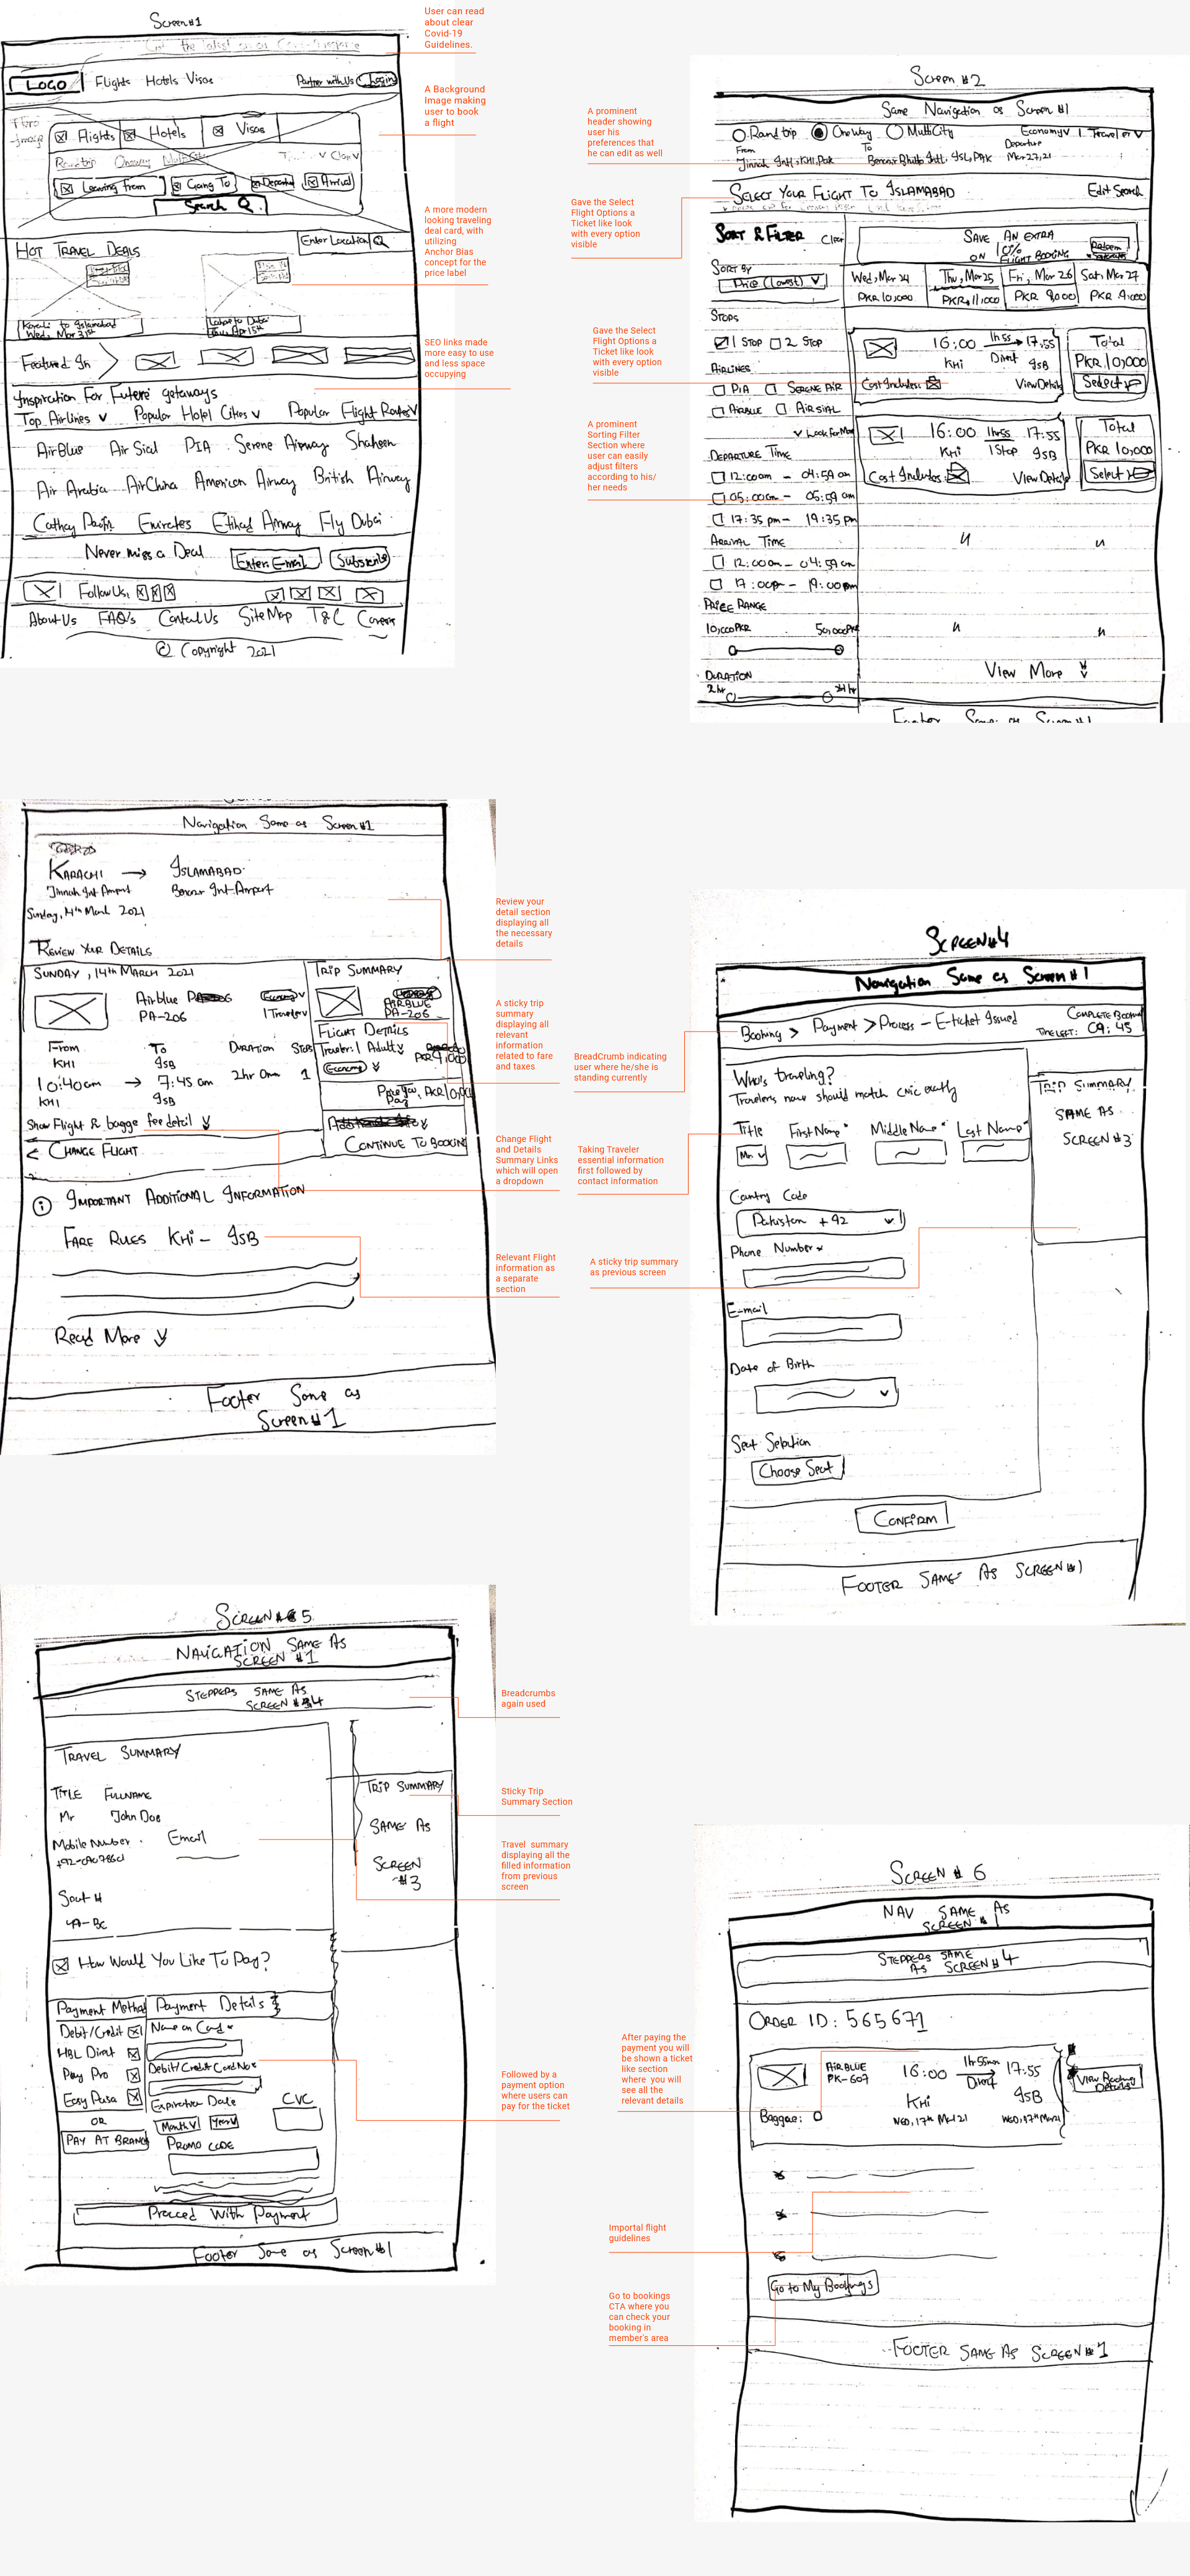 Screen #1
Get the latest on on Covid
LOGO
Flights Hotels Visas
Partner with Us Login
Hero
Image
Flights
Hotels
Visas
Roundtrip Oneway MultiCity
Leaving from
Going To
Departure
Arrival
Search
HOT TRAVEL DEALS
Enter Location
Karachi to Islamabad
Wed, Mar 31st
Lahore to Dubai
Apr 15th
Featured In
Inspiration For Future getaways
Top Airlines
Popular Hotel Cities
Popular Flight Routes
AirBlue Air Sial PIA Serene Airway Shaheen
Air Arabia AirChina American Airway British Airway
Cathay Pacific Emirates Etihad Airway Fly Dubai
Never miss a Deal
Enter Email
Subscribe
Follow Us,
About Us FAQ's Contact Us Site Map T&C Careers
© Copyright 2021
User can read
about clear
Covid-19
Guidelines.
A Background
Image making
user to book
a flight
A more modern
looking traveling
deal card, with
utilizing
Anchor Bias
concept for the
price label
SEO links made
more easy to use
and less space
occupying
Screen #2
Same Navigation as Screen #1
Roundtrip One Way MultiCity
Economy 1 Traveler
From
To
Departure
Jinnah Intl, KHI, Pak
Benazir Bhutto Intl. ISL, PAK
Mar 27, 21
SELECT YOUR FLIGHT TO ISLAMABAD
Edit Search
SORT & FILTER
Clear
SAVE AN EXTRA
10%
ON FLIGHT BOOKING
Redeem
SORT BY
Price (Lowest)
Wed, Mar 24
Thu, Mar 25
Fri, Mar 26
Sat, Mar 27
PKR 10,000
PKR 11,000
PKR 9,000
PKR 9,000
STOPS
1 STOP 2 STOP
AIRLINES
PIA SERENE AIR
AIRBLUE AIRSIAL
Look for More
16:00 1h55 17:55
KHI Direct ISB
Cost Includes:
View Details
Total
PKR 10,000
Select
16:00 1h55 17:55
KHI 1 Stop ISB
Cost Includes:
View Details
Total
PKR 10,000
Select
DEPARTURE TIME
12:00am - 04:59 am
05:00am - 05:59 am
17:35 pm - 19:35 pm
ARRIVAL TIME
12:00am - 04:59 am
17:00pm - 19:00pm
PRICE RANGE
10,000PKR
50,000PKR
DURATION
2hr
24hr
View More
Footer Same as Screen #1
A prominent
header showing
user his
preferences that
he can edit as well
Gave the Select
Flight Options a
Ticket like look
with every option
visible
Gave the Select
Flight Options a
Ticket like look
with every option
visible
A prominent
Sorting Filter
Section where
user can easily
adjust filters
according to his/
her needs
Navigation Same as Screen #1
KARACHI → ISLAMABAD
Jinnah Int Airport
Benazir Int. Airport
Sunday, 14th March 2021
REVIEW YOUR DETAILS
SUNDAY, 14th MARCH 2021
Airblue
PA-206
Economy
1 Traveler
From
To
DURATION
STOPS
KHI
ISB
10:40am → 7:45 am 2hr 0mn 1
KHI
ISB
Show Flight & bagge fee detail
< CHANGE FLIGHT
TRIP SUMMARY
AIRBLUE
PA-206
FLIGHT DETAILS
Traveler: 1 Adult
PKR 9,000
Economy
Price You Pay
PKR 10,000
CONTINUE TO BOOKING
IMPORTANT ADDITIONAL INFORMATION
FARE RULES KHI - ISB
Read More
Footer Same as
Screen #1
Review your
detail section
displaying all
the necessary
details
A sticky trip
summary
displaying all
relevant
information
related to fare
and taxes
Change Flight
and Details
Summary Links
which will open
a dropdown
Relevant Flight
information as
a separate
section
SCREEN #4
Navigation Same as Screen #1
Booking > Payment > Process - E-ticket Issued
COMPLETE BOOKING
TIME LEFT: 09:45
Who's traveling?
Travelers name should match CNIC exactly
Title First Name* Middle Name* Last Name*
Mr
Country Code
Pakistan +92
Phone Number*
E-mail
Date of Birth
Seat Selection
Choose Seat
CONFIRM
TRIP SUMMARY
SAME AS
SCREEN #3
FOOTER SAME AS SCREEN #1
BreadCrumb indicating
user where he/she is
standing currently
Taking Traveler
essential information
first followed by
contact information
A sticky trip summary
as previous screen
SCREEN # 5
NAVIGATION SAME AS
SCREEN #1
STEPPERS SAME AS
SCREEN #4
TRAVEL SUMMARY
TITLE FULLNAME
Mr John Doe
Mobile Number
Email
Seat #
4A-BC
TRIP SUMMARY
SAME AS
SCREEN
#3
How Would You Like To Pay?
Payment Method
Payment Details
Debit/Credit
HBL Direct
Pay Pro
Easy Paisa
OR
PAY AT BRANCH
Name on Card*
Debit/Credit Card No*
Expiration Date
CVC
Month
Year
PROMO CODE
Proceed With Payment
Footer Same as Screen #1
Breadcrumbs
again used
Sticky Trip
Summary Section
Travel summary
displaying all the
filled information
from previous
screen
Followed by a
payment option
where users can
pay for the ticket
SCREEN # 6
NAV SAME AS
SCREEN # 1
STEPPERS SAME
AS SCREEN # 4
ORDER ID: 565671
AIRBLUE
PK-607
16:00 1h 55mn 17:55
Direct
KHI
ISB
Baggae: 0
WED, 17th Mar 21
WED, 17th Mar 21
View Booking
Details
Go to My Bookings
FOOTER SAME AS SCREEN # 1
After paying the
payment you will
be shown a ticket
like section
where you will
see all the
relevant details
Importal flight
guidelines
Go to bookings
CTA where you
can check your
booking in
member's area